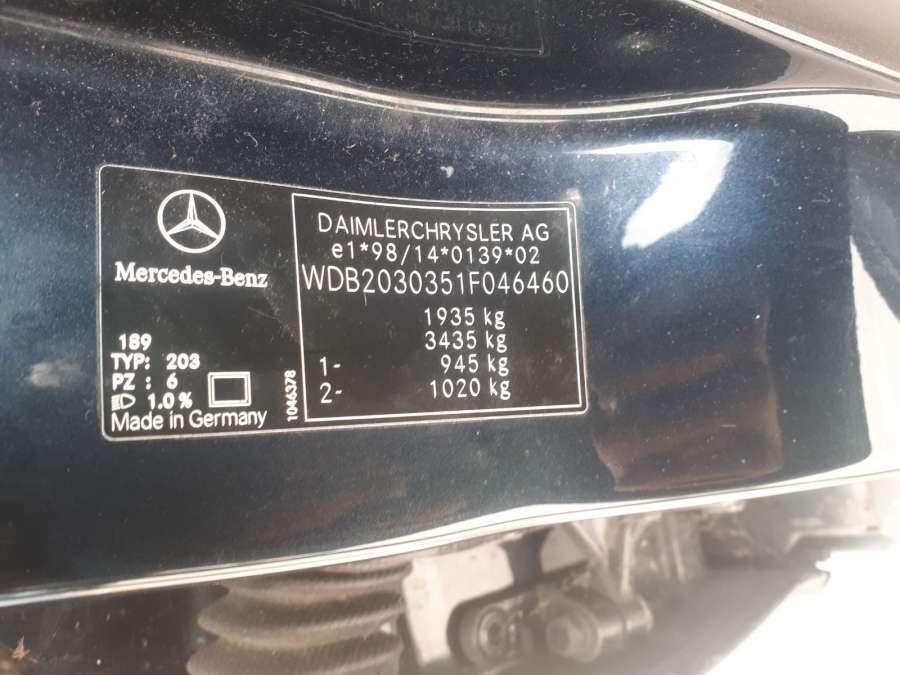 Mercedes-Benz
189
TYP: 203
PZ : 6
1.0 %
Made in Germany
1046378
DAIMLERCHRYSLER AG
e1*98/14*0139*02
WDB2030351F046460
1935 kg
3435 kg
1- 945 kg
2- 1020 kg